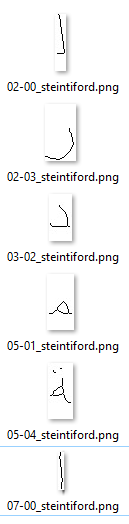 02-00_steintiford.png
02-03_steintiford.png
03-02_steintiford.png
05-01_steintiford.png
05-04_steintiford.png
07-00_steintiford.png